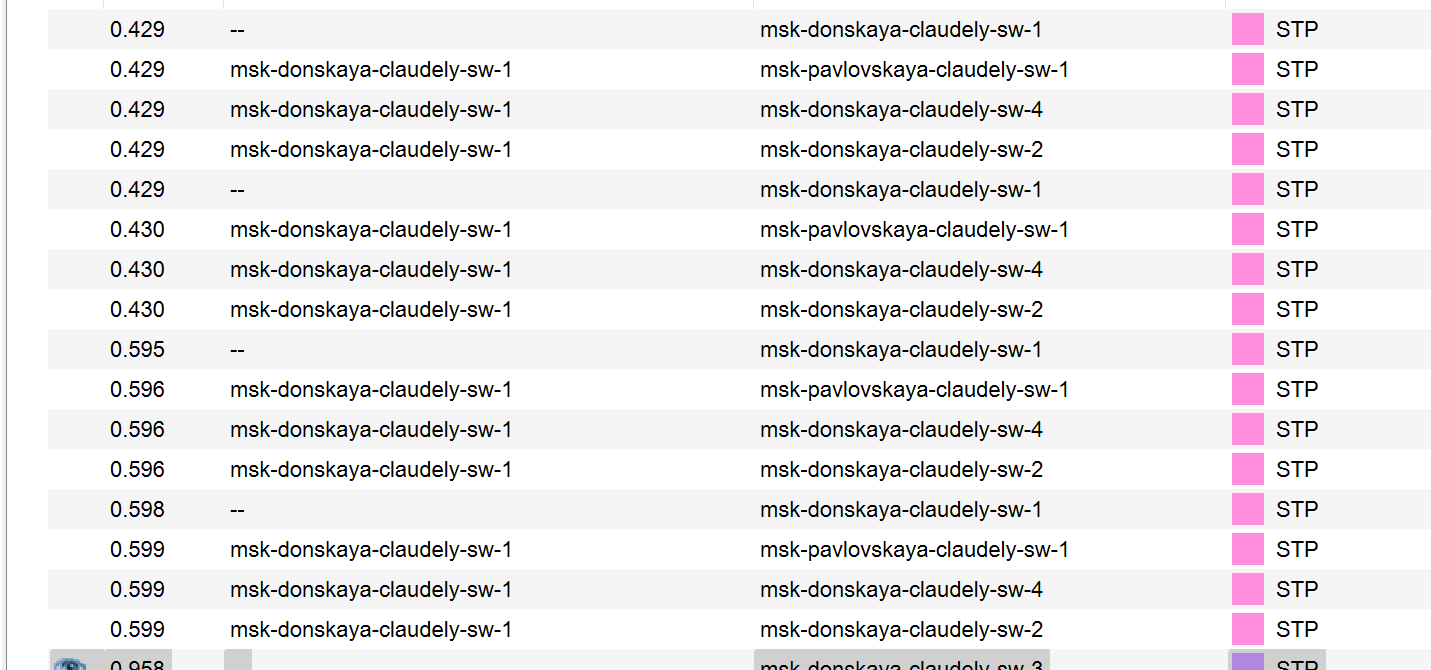 0.429 -- msk-donskaya-claudely-sw-1 STP
0.429 msk-donskaya-claudely-sw-1 msk-pavlovskaya-claudely-sw-1 STP
0.429 msk-donskaya-claudely-sw-1 msk-donskaya-claudely-sw-4 STP
0.429 msk-donskaya-claudely-sw-1 msk-donskaya-claudely-sw-2 STP
0.429 -- msk-donskaya-claudely-sw-1 STP
0.430 msk-donskaya-claudely-sw-1 msk-pavlovskaya-claudely-sw-1 STP
0.430 msk-donskaya-claudely-sw-1 msk-donskaya-claudely-sw-4 STP
0.430 msk-donskaya-claudely-sw-1 msk-donskaya-claudely-sw-2 STP
0.595 -- msk-donskaya-claudely-sw-1 STP
0.596 msk-donskaya-claudely-sw-1 msk-pavlovskaya-claudely-sw-1 STP
0.596 msk-donskaya-claudely-sw-1 msk-donskaya-claudely-sw-4 STP
0.596 msk-donskaya-claudely-sw-1 msk-donskaya-claudely-sw-2 STP
0.598 -- msk-donskaya-claudely-sw-1 STP
0.599 msk-donskaya-claudely-sw-1 msk-pavlovskaya-claudely-sw-1 STP
0.599 msk-donskaya-claudely-sw-1 msk-donskaya-claudely-sw-4 STP
0.599 msk-donskaya-claudely-sw-1 msk-donskaya-claudely-sw-2 STP
0.958 msk-donskaya-claudely-sw-3 STP